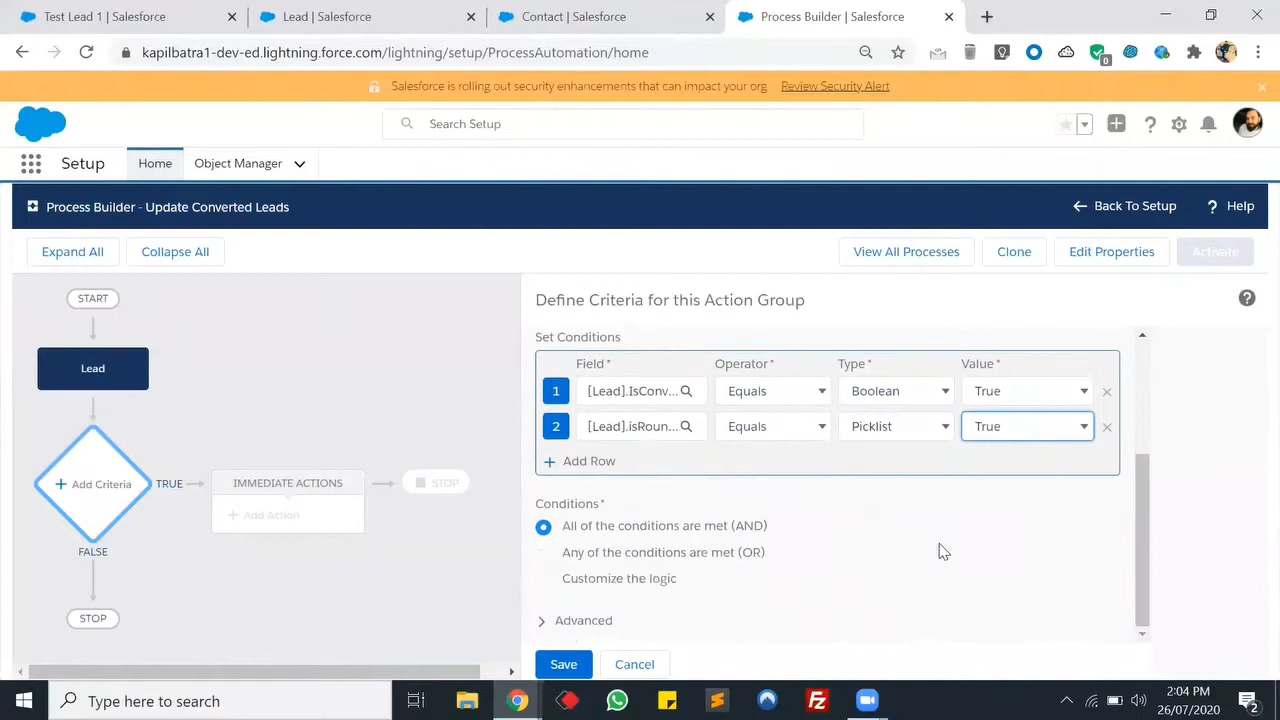 Test Lead 1 | Salesforce
Lead | Salesforce
Contact | Salesforce
Process Builder | Salesforce
kapilbatra1-dev-ed.lightning.force.com/lightning/setup/ProcessAutomation/home
0
Salesforce is rolling out security enhancements that can impact your org. Review Security Alert
Search Setup
Setup Home Object Manager
Process Builder - Update Converted Leads
Back To Setup ? Help
Expand All Collapse All View All Processes Clone Edit Properties Activate
START
Lead
+ Add Criteria
TRUE
IMMEDIATE ACTIONS
+ Add Action
STOP
FALSE
STOP
Define Criteria for this Action Group
Set Conditions
Field* Operator* Type* Value*
1 [Lead].IsConv... Equals Boolean True
2 [Lead].isRoun... Equals Picklist True
+ Add Row
Conditions*
All of the conditions are met (AND)
Any of the conditions are met (OR)
Customize the logic
Advanced
Save Cancel
Type here to search
2:04 PM
26/07/2020
2